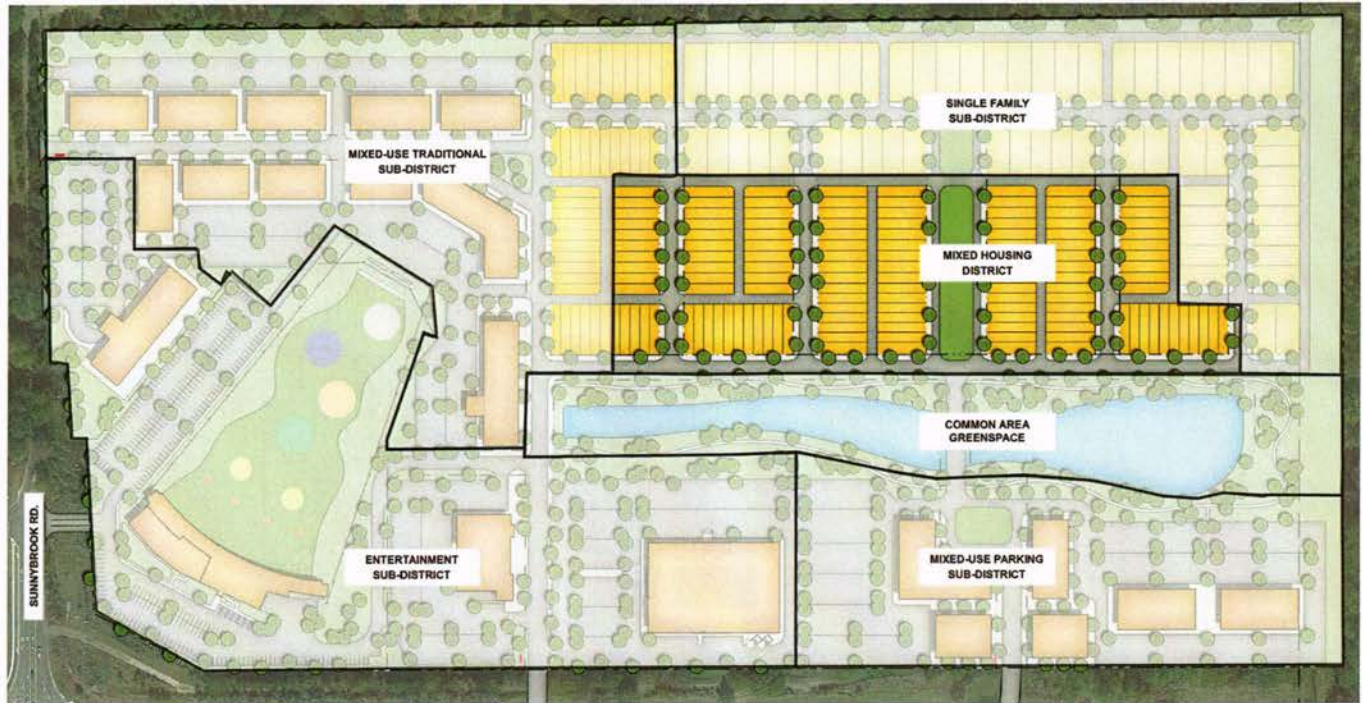 SINGLE FAMILY
SUB-DISTRICT
MIXED-USE TRADITIONAL
SUB-DISTRICT
MIXED HOUSING
DISTRICT
COMMON AREA
GREENSPACE
SUNNYBROOK RD.
ENTERTAINMENT
SUB-DISTRICT
MIXED-USE PARKING
SUB-DISTRICT